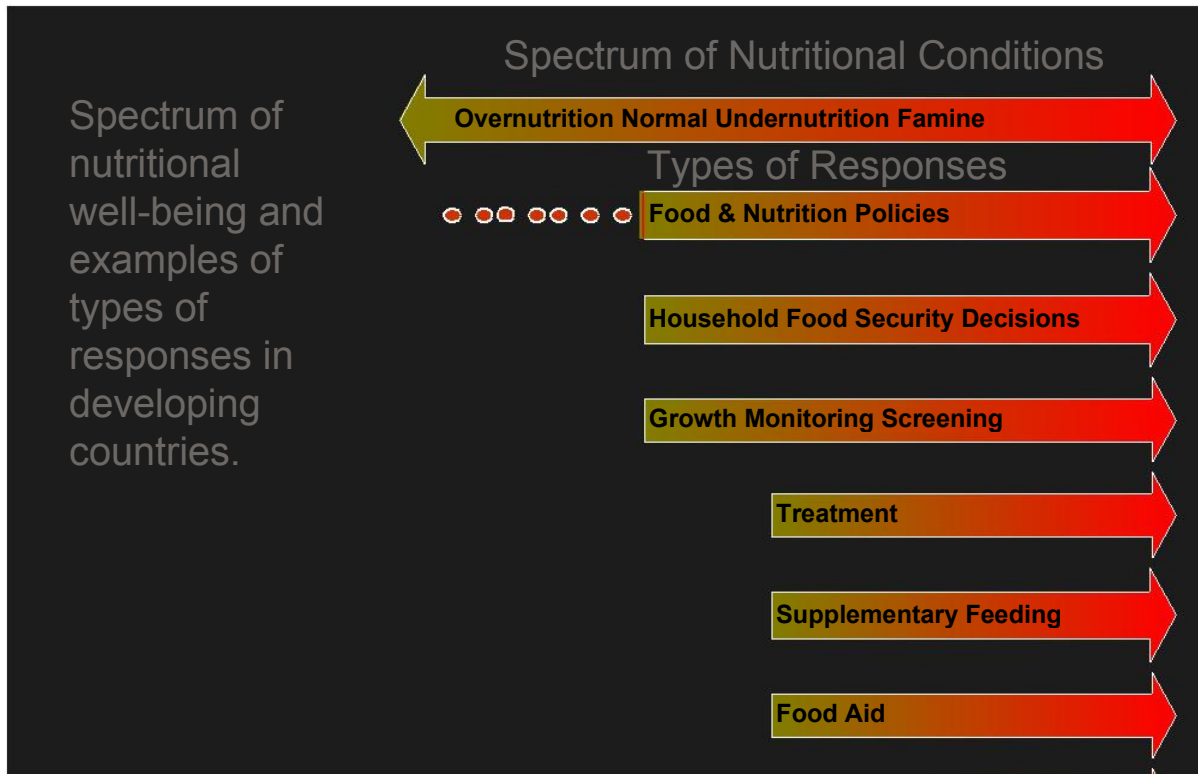 Spectrum of Nutritional Conditions
Overnutrition Normal Undernutrition Famine
Spectrum of
nutritional
well-being and
examples of
types of
responses in
developing
countries.
Types of Responses
Food & Nutrition Policies
Household Food Security Decisions
Growth Monitoring Screening
Treatment
Supplementary Feeding
Food Aid